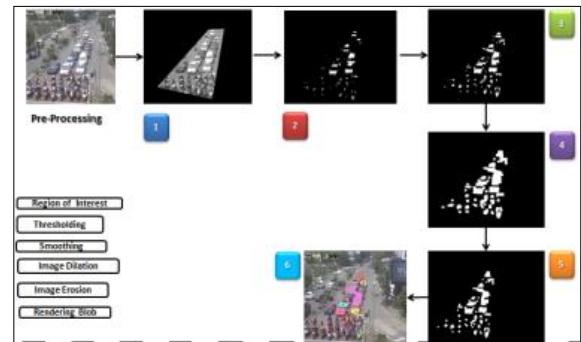 3
Pre-Processing
1
2
4
Region of Interest
Thresholding
Smoothing
Image Dilation
Image Erosion
Rendering Blob
6
5